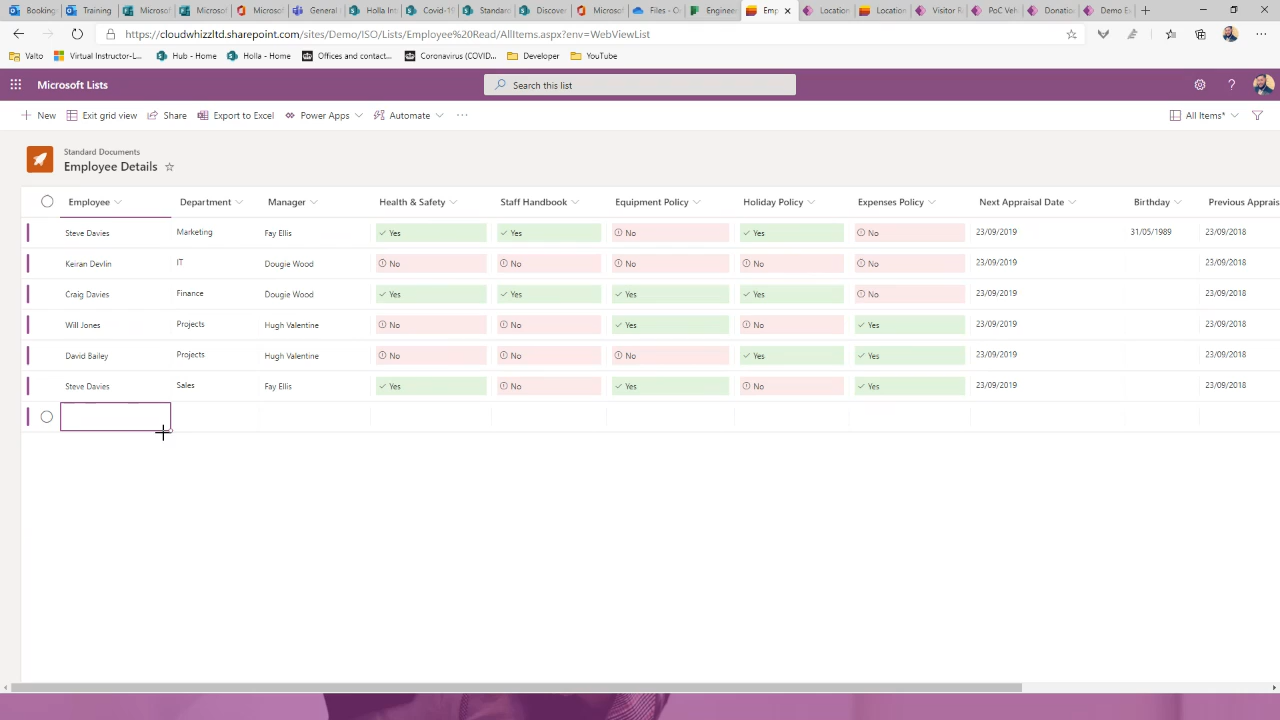 Booking
Training
Microso
Microso
Microso
General
Holla Int
Covid-19
Standar
Discover
Microso
Files - Co
Engineer
Emp
Location
Location
Visitor R
PoC Veh
Donatio
Demo Ex
https://cloudwhizzltd.sharepoint.com/sites/Demo/ISO/Lists/Employee%20Read/AllItems.aspx?env=WebViewList
Valto
Virtual Instructor-L...
Hub - Home
Holla - Home
Offices and contact...
Coronavirus (COVID...
Developer
YouTube
Microsoft Lists
Search this list
?
+ New
Exit grid view
Share
Export to Excel
Power Apps
Automate
...
All Items*
Standard Documents
Employee Details
Employee Department Manager Health & Safety Staff Handbook Equipment Policy Holiday Policy Expenses Policy Next Appraisal Date Birthday Previous Apprais
Steve Davies Marketing Fay Ellis Yes Yes No Yes No 23/09/2019 31/05/1989 23/09/2018
Keiran Devlin IT Dougie Wood No No No No No 23/09/2019 23/09/2018
Craig Davies Finance Dougie Wood Yes Yes Yes Yes No 23/09/2019 23/09/2018
Will Jones Projects Hugh Valentine No No Yes No Yes 23/09/2019 23/09/2018
David Bailey Projects Hugh Valentine No No No Yes Yes 23/09/2019 23/09/2018
Steve Davies Sales Fay Ellis Yes No Yes No Yes 23/09/2019 23/09/2018